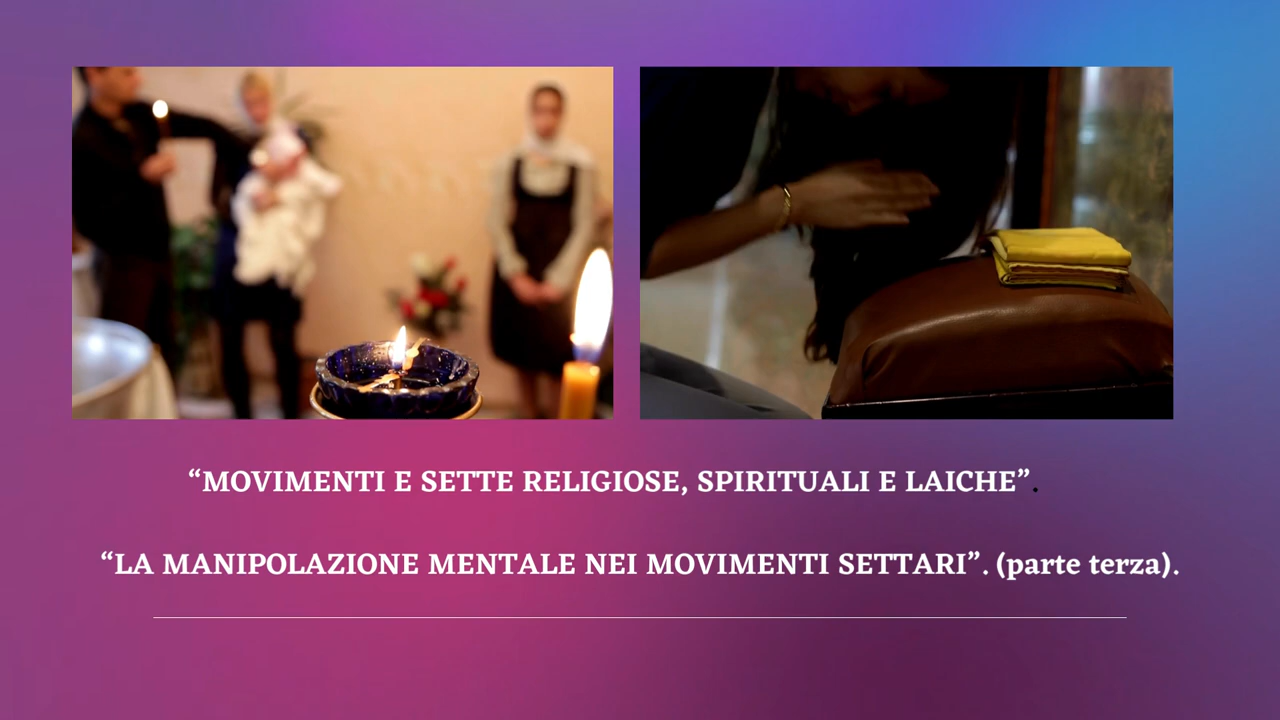 “MOVIMENTI E SETTE RELIGIOSE, SPIRITUALI E LAICHE”.
“LA MANIPOLAZIONE MENTALE NEI MOVIMENTI SETTARI”. (parte terza).